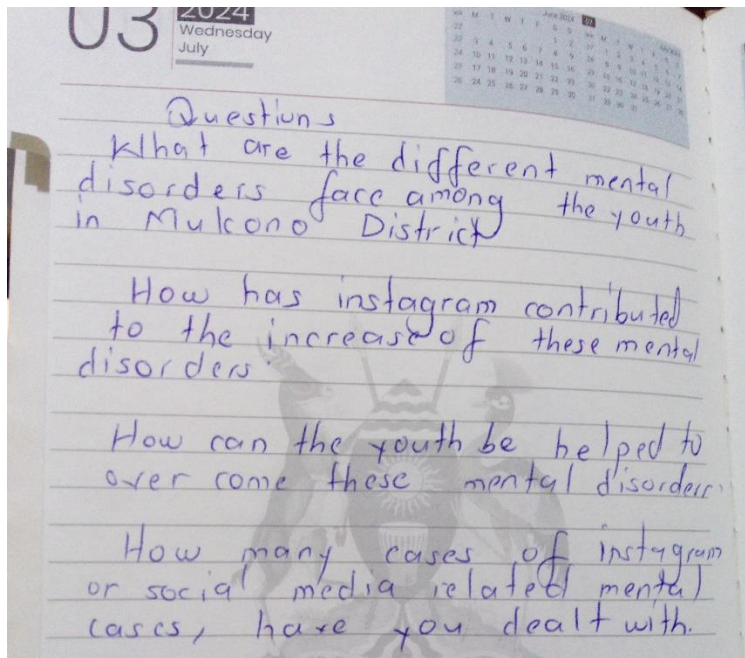 03
2024
Wednesday
July
June 2024
Questions
What are the different mental
disorders face among the youth
in Mukono District
How has instagram contributed
to the increase of these mental
disorders.
How can the youth be helped to
over come these mental disorders.
How many cases of instagram
or social media related mental
cases, have you dealt with.